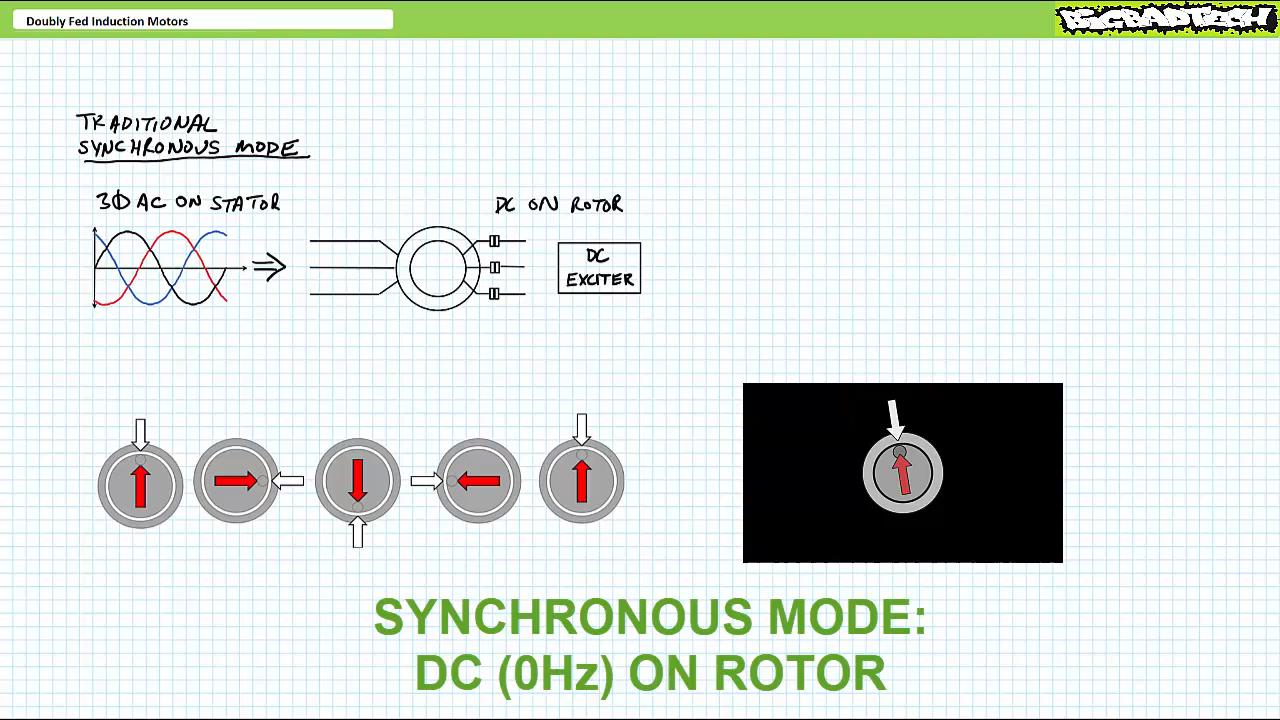 Doubly Fed Induction Motors
BIGBADTECH
TRADITIONAL
SYNCHRONOUS MODE
3Φ AC ON STATOR
DC ON ROTOR
DC
EXCITER
SYNCHRONOUS MODE:
DC (0Hz) ON ROTOR